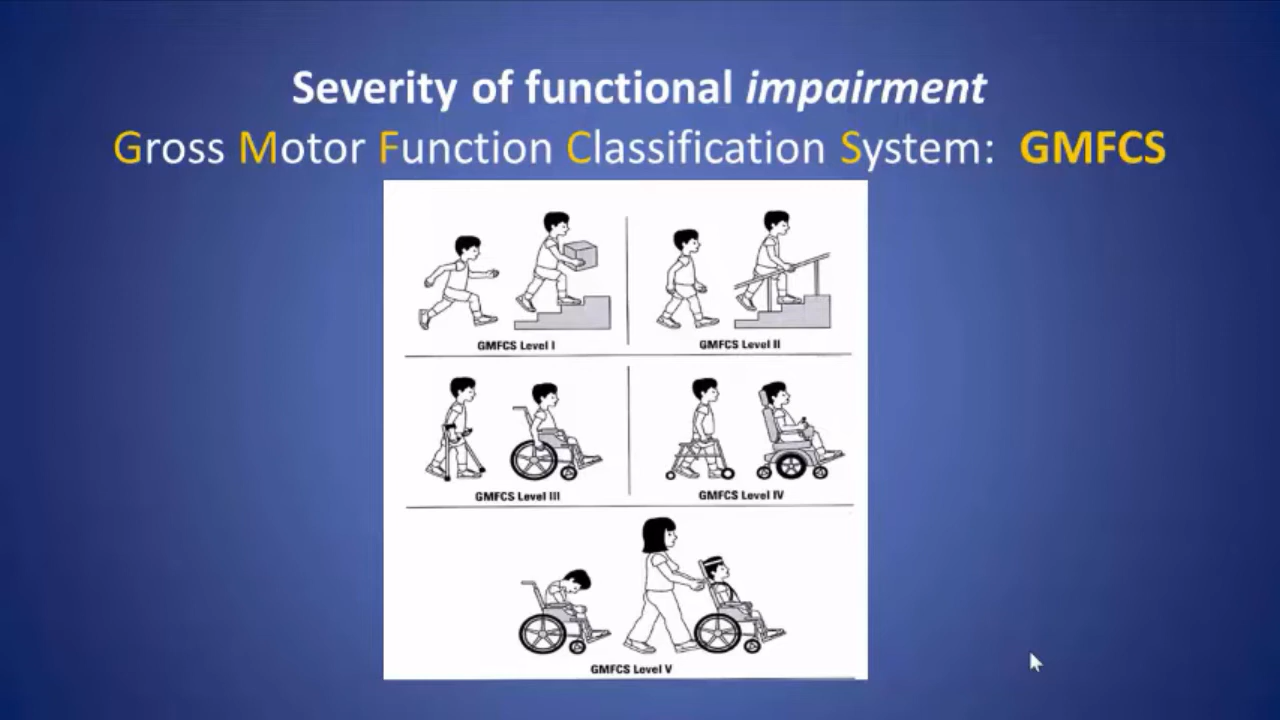 Severity of functional impairment
Gross Motor Function Classification System: GMFCS
GMFCS Level I
GMFCS Level II
GMFCS Level III
GMFCS Level IV
GMFCS Level V